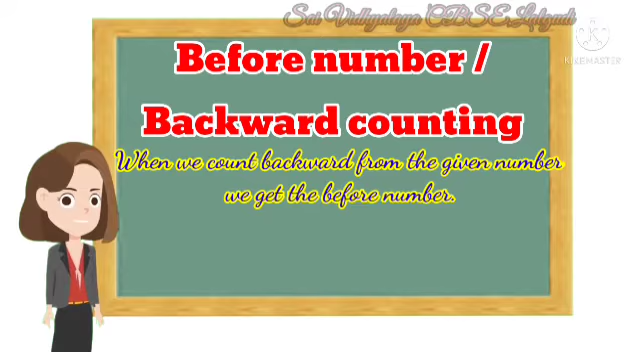 Sai Vidhyalaya CBSE Lalgadi
KINEMASTER
Before number /
Backward counting
When we count backward from the given number
we get the before number.